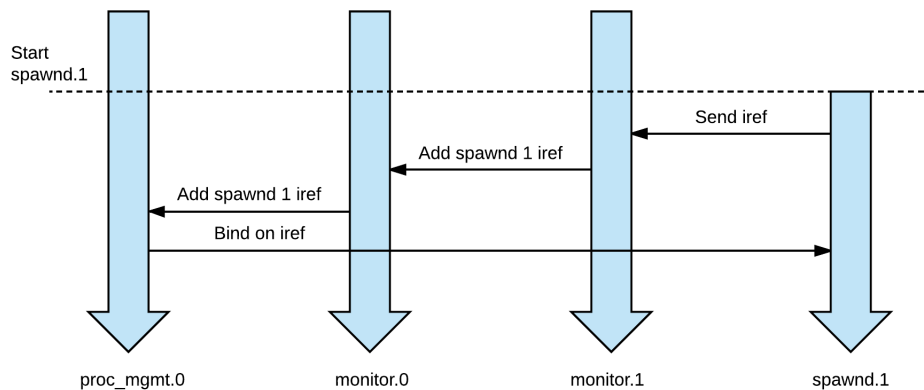 Start
spawnd.1
Send iref
Add spawnd 1 iref
Add spawnd 1 iref
Bind on iref
proc_mgmt.0
monitor.0
monitor.1
spawnd.1